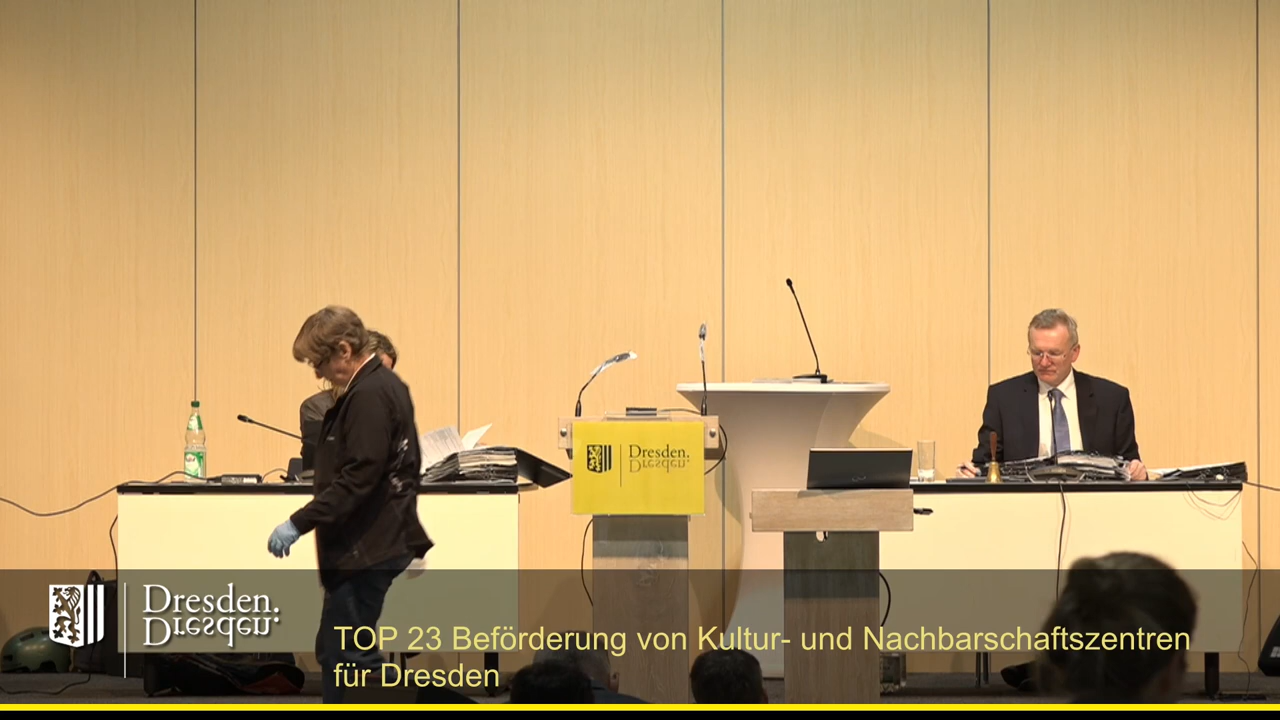 Dresden.
Dresden.
Dresden.
Dresden.
TOP 23 Beförderung von Kultur- und Nachbarschaftszentren
für Dresden